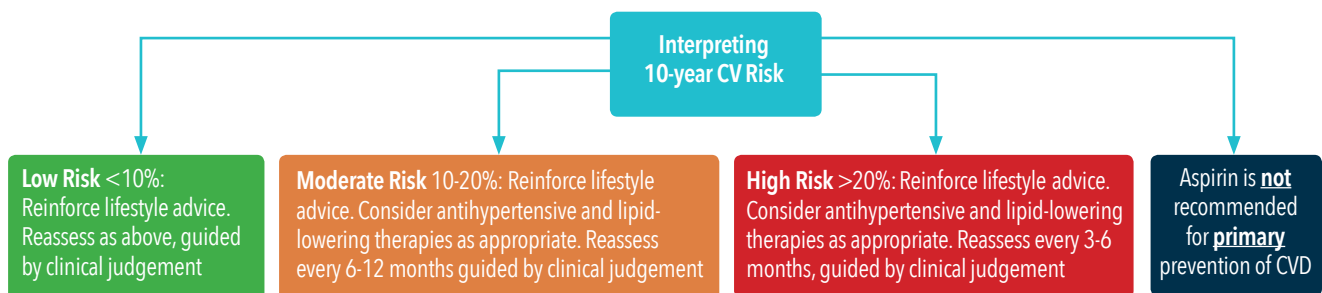 Interpreting
10-year CV Risk
Low Risk <10%:
Reinforce lifestyle advice.
Reassess as above, guided
by clinical judgement
Moderate Risk 10-20%: Reinforce lifestyle
advice. Consider antihypertensive and lipid-
lowering therapies as appropriate. Reassess
every 6-12 months guided by clinical judgement
High Risk >20%: Reinforce lifestyle advice.
Consider antihypertensive and lipid-lowering
therapies as appropriate. Reassess every 3-6
months, guided by clinical judgement
Aspirin is not
recommended
for primary
prevention of CVD